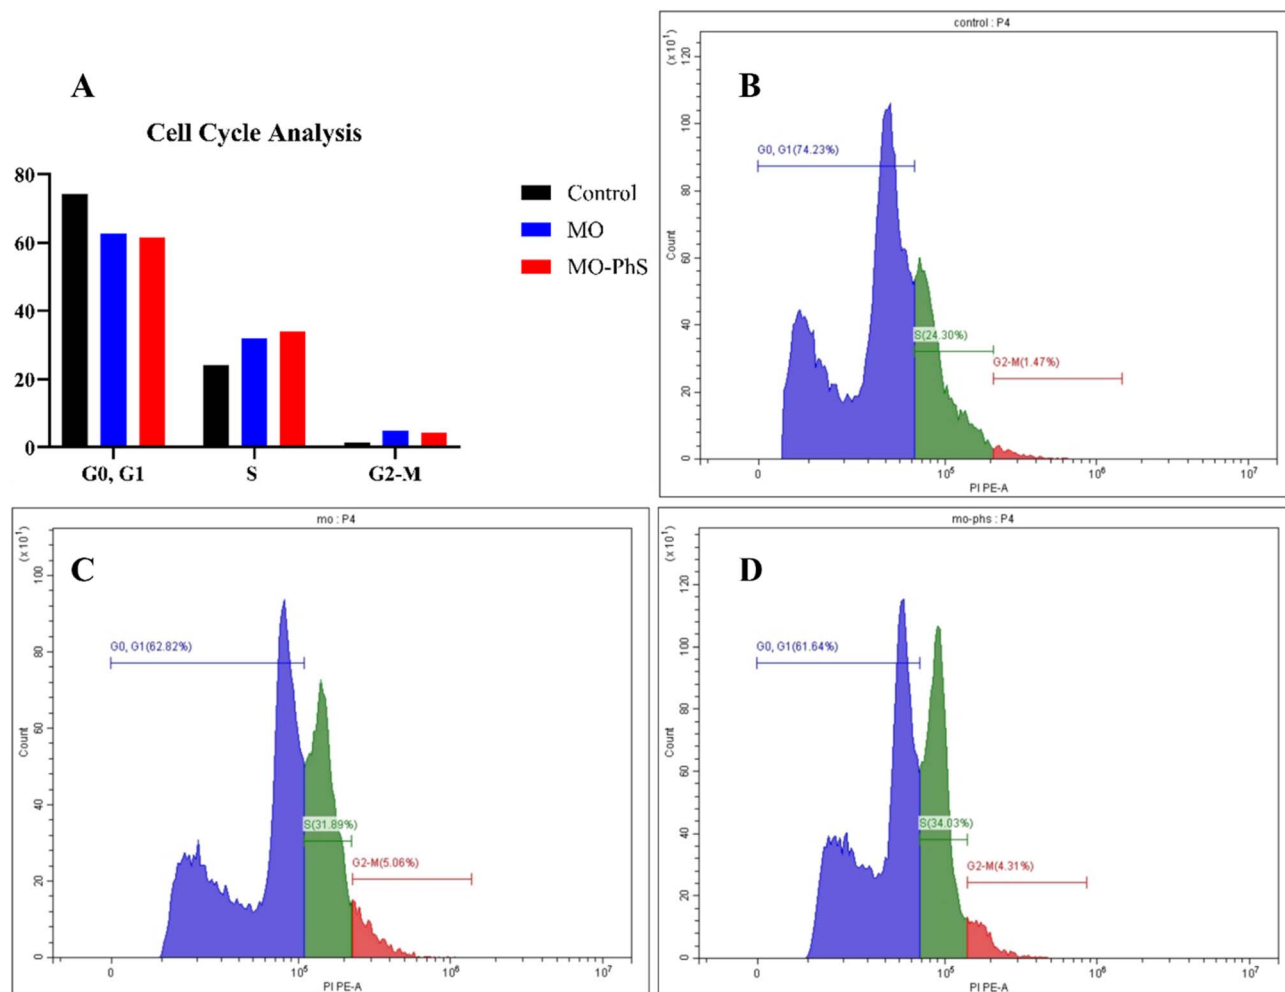 A
Cell Cycle Analysis
80
60
40
20
0
G0, G1
S
G2-M
Control
MO
MO-PhS
control : P4
B
(x 10¹)
120
100
80
60
40
20
0
Count
G0, G1(74.23%)
S(24.30%)
G2-M(1.47%)
0
10⁵
10⁶
10⁷
PI PE-A
mo : P4
C
(x 10¹)
100
80
60
40
20
0
Count
G0, G1(62.82%)
S(31.89%)
G2-M(5.06%)
0
10⁵
10⁶
10⁷
PI PE-A
mo-phs : P4
D
(x 10¹)
120
100
80
60
40
20
0
Count
G0, G1(61.64%)
S(34.03%)
G2-M(4.31%)
0
10⁵
10⁶
10⁷
PI PE-A